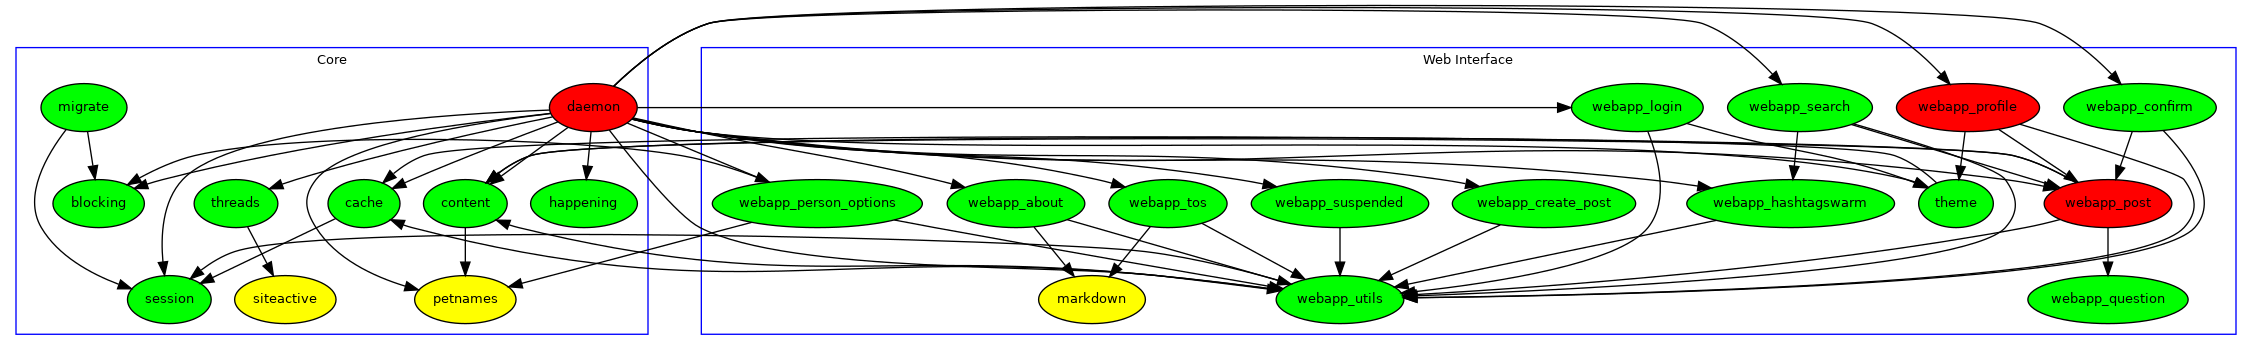 Core
Web Interface
migrate
daemon
webapp_login
webapp_search
webapp_profile
webapp_confirm
blocking
threads
cache
content
happening
webapp_person_options
webapp_about
webapp_tos
webapp_suspended
webapp_create_post
webapp_hashtagswarm
theme
webapp_post
session
siteactive
petnames
markdown
webapp_utils
webapp_question